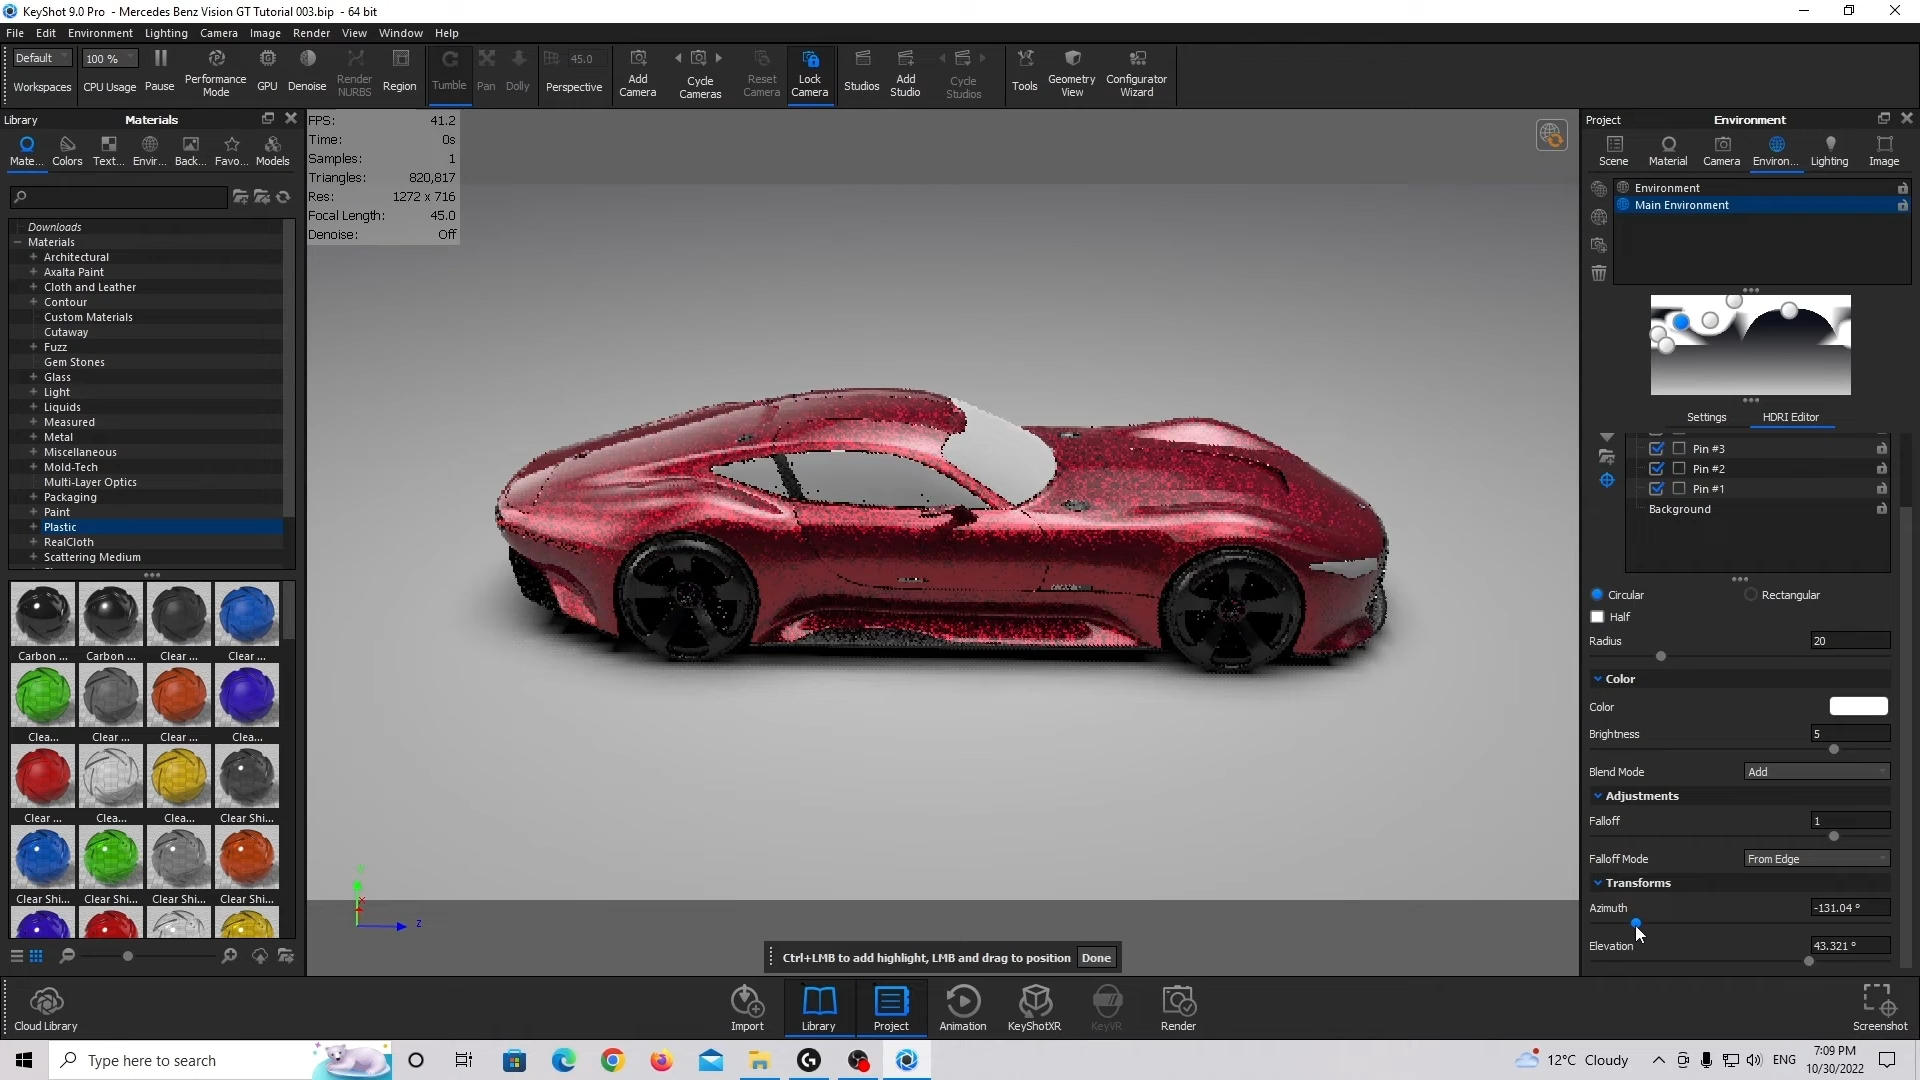 KeyShot 9.0 Pro - Mercedes Benz Vision GT Tutorial 003.bip - 64 bit
File Edit Environment Lighting Camera Image Render View Window Help
Default
100 %
45.0
Workspaces
CPU Usage
Pause
Performance Mode
GPU
Denoise
Render NURBS
Region
Tumble
Pan
Dolly
Perspective
Add Camera
Cycle Cameras
Reset Camera
Lock Camera
Studios
Add Studio
Cycle Studios
Tools
Geometry View
Configurator Wizard
Library
Materials
Mate...
Colors
Text...
Envir...
Back...
Favo...
Models
Downloads
Materials
Architectural
Axalta Paint
Cloth and Leather
Contour
Custom Materials
Cutaway
Fuzz
Gem Stones
Glass
Light
Liquids
Measured
Metal
Miscellaneous
Mold-Tech
Multi-Layer Optics
Packaging
Paint
Plastic
RealCloth
Scattering Medium
Carbon ...
Carbon ...
Clear ...
Clear ...
Clea...
Clear ...
Clear ...
Clea...
Clear ...
Clea...
Clea...
Clear Shi...
Clear Shi...
Clear Shi...
Clear Shi...
Clear Shi...
FPS: 41.2
Time: 0s
Samples: 1
Triangles: 820,817
Res: 1272 x 716
Focal Length: 45.0
Denoise: Off
z
Ctrl+LMB to add highlight, LMB and drag to position Done
Project
Environment
Scene
Material
Camera
Environ...
Lighting
Image
Environment
Main Environment
Settings
HDRI Editor
Pin #3
Pin #2
Pin #1
Background
Circular
Rectangular
Half
Radius 20
Color
Color
Brightness 5
Blend Mode Add
Adjustments
Falloff 1
Falloff Mode From Edge
Transforms
Azimuth -131.04 °
Elevation 43.321 °
Cloud Library
Import
Library
Project
Animation
KeyShotXR
KeyVR
Render
Screenshot
Type here to search
12°C Cloudy
ENG
7:09 PM
10/30/2022